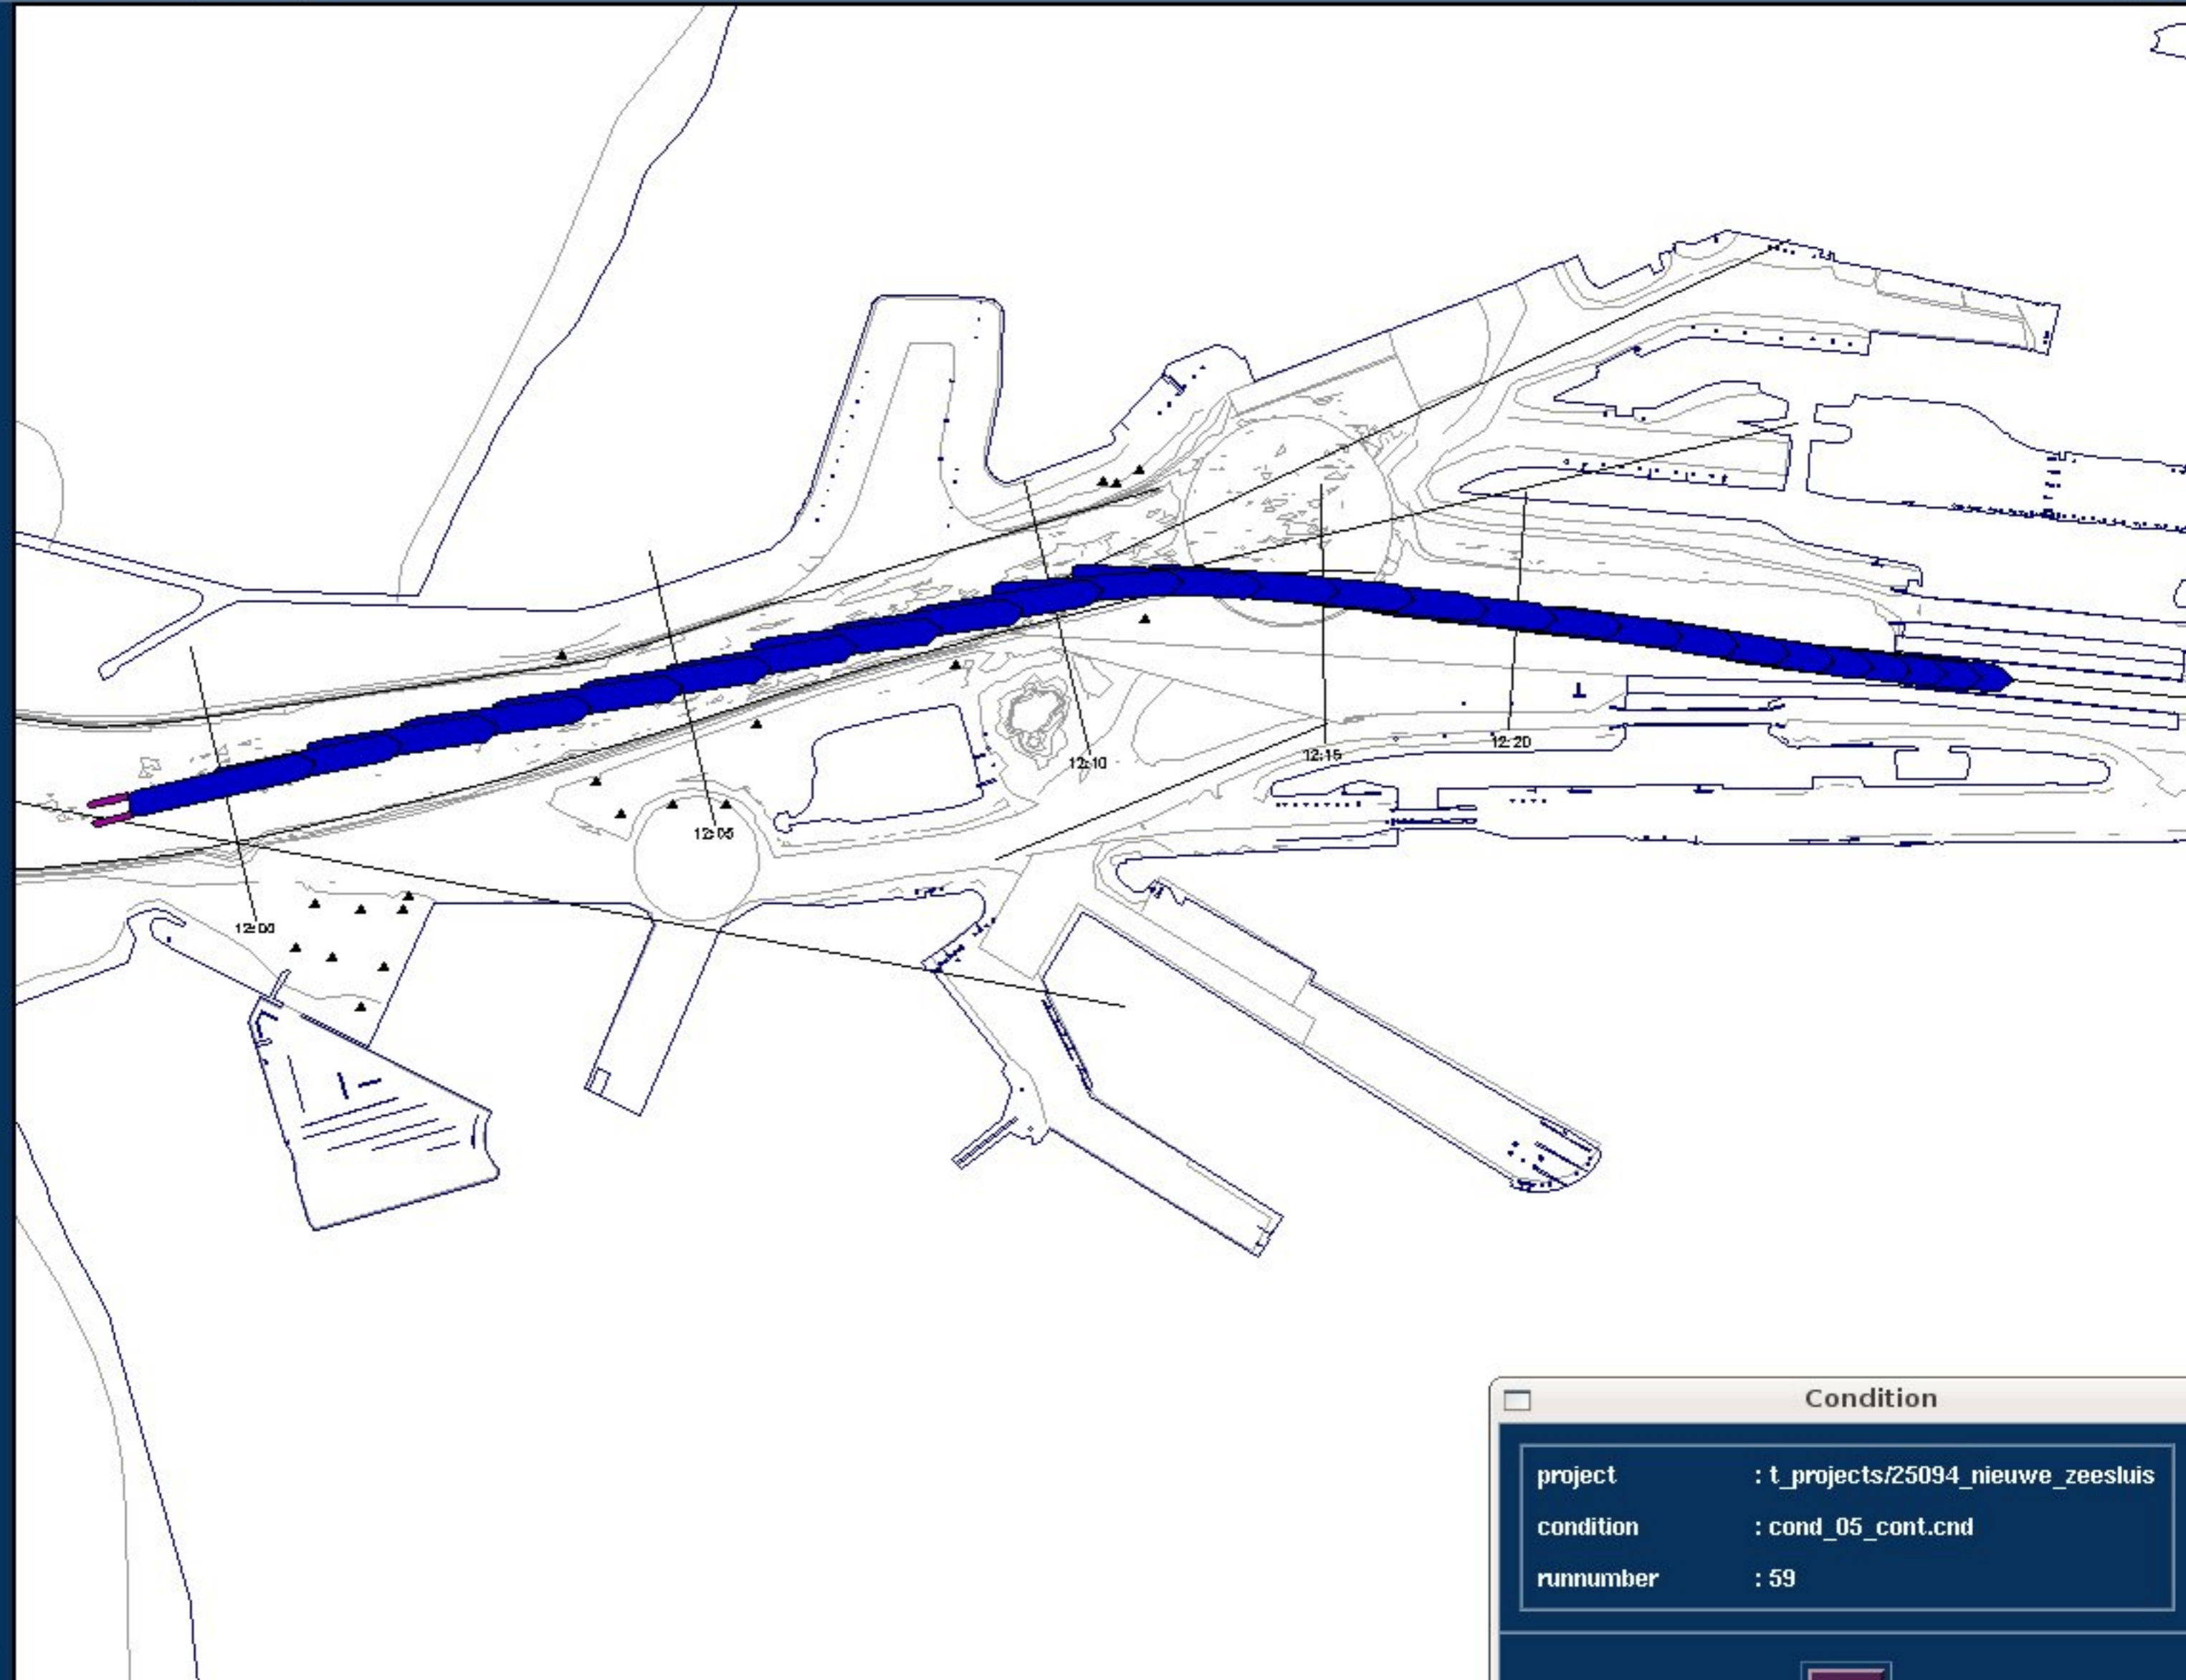 12:00
12:05
12:10
12:15
12:20
Condition
project : t_projects/25094_nieuwe_zeesluis
condition : cond_05_cont.cnd
runnumber : 59